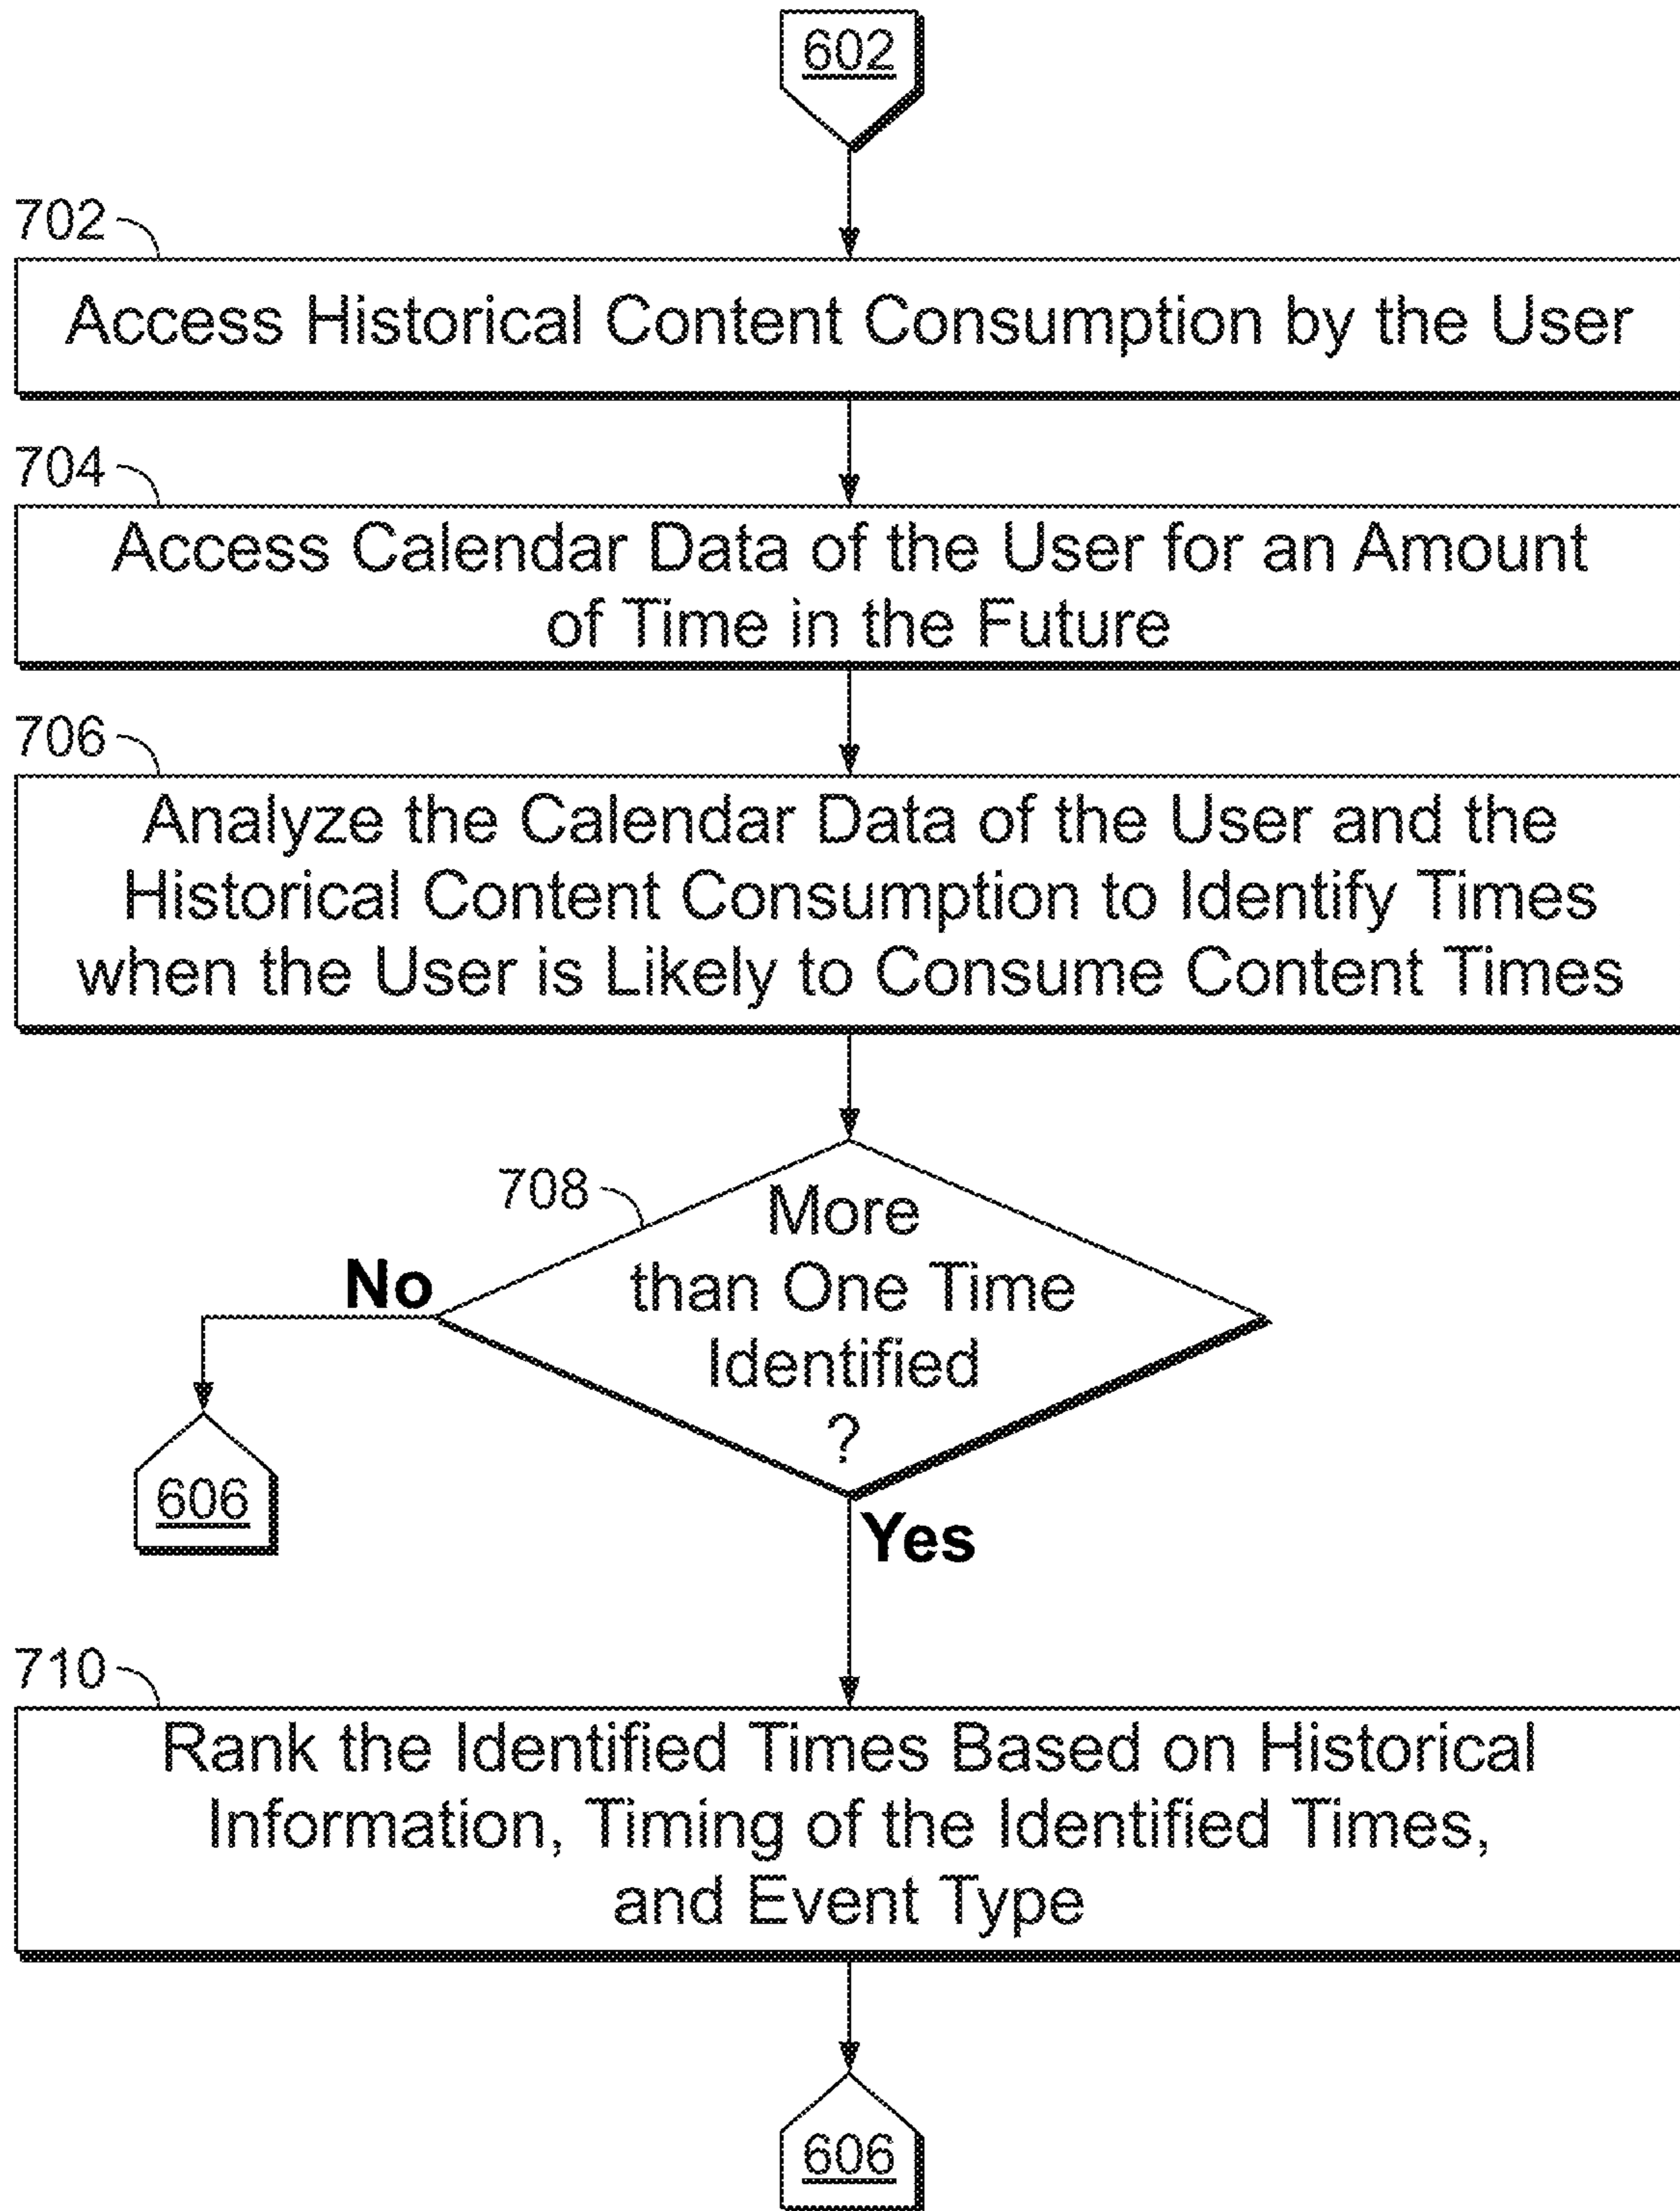 602
702
Access Historical Content Consumption by the User
704
Access Calendar Data of the User for an Amount
of Time in the Future
706
Analyze the Calendar Data of the User and the
Historical Content Consumption to Identify Times
when the User is Likely to Consume Content Times
708
More
than One Time
Identified
?
No
606
Yes
710
Rank the Identified Times Based on Historical
Information, Timing of the Identified Times,
and Event Type
606